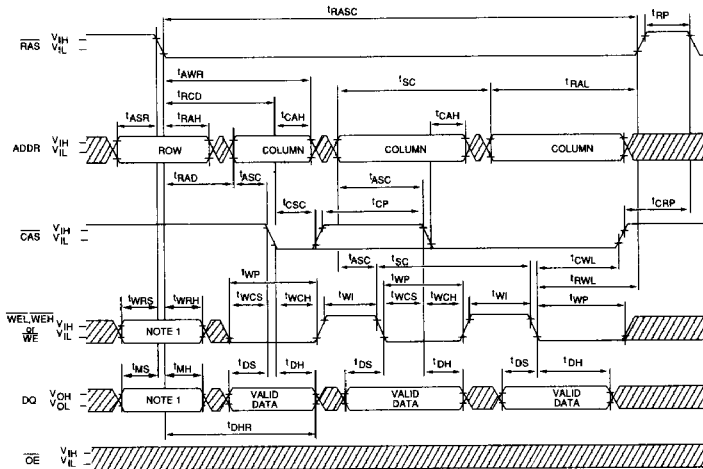 tRASC
tRP
RAS VIH
VIL
tAWR
tSC
tRAL
tRCD
tASR tRAH tCAH tCAH
ADDR VIH
VIL
ROW COLUMN COLUMN COLUMN
tRAD tASC tASC
tCSC tCP tCRP
CAS VIH
VIL
tASC tSC tCWL
tWP tWP tRWL
tWRS tWRH tWCS tWCH tWI tWCS tWCH tWI tWP
WEL,WEH
or
WE
VIH
VIL
NOTE 1
tMS tMH tDS tDH tDS tDH tDS tDH
DQ VOH
VOL
NOTE 1 VALID DATA VALID DATA VALID DATA
tDHR
OE VIH
VIL